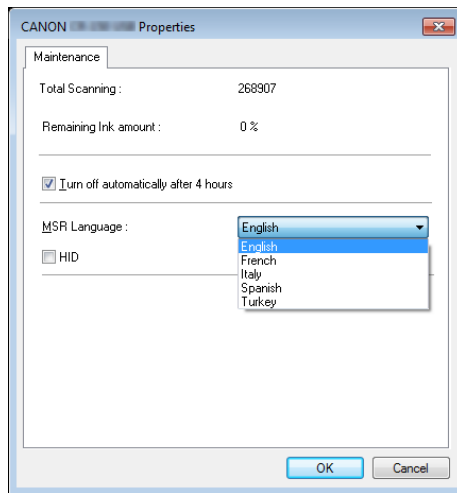 CANON Properties
Maintenance
Total Scanning : 268907
Remaining Ink amount : 0 %
Turn off automatically after 4 hours
MSR Language : English
English
HID
French
Italy
Spanish
Turkey
OK Cancel